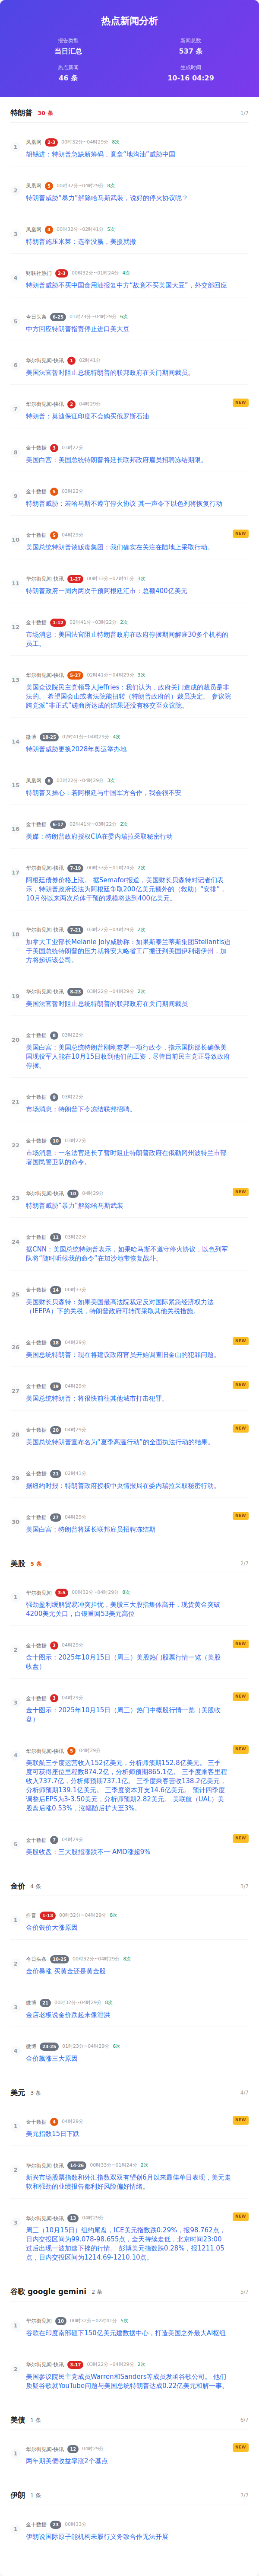 热点新闻分析
报告类型
当日汇总
新闻总数
537 条
热点新闻
46 条
生成时间
10-16 04:29
特朗普 30 条 1/7
1
凤凰网 2-3 00时32分~04时29分 8次
胡锡进：特朗普急缺新筹码，竟拿“地沟油”威胁中国
2
凤凰网 5 00时32分~04时29分 8次
特朗普威胁“暴力”解除哈马斯武装，说好的停火协议呢？
3
凤凰网 4 00时32分~02时41分 5次
特朗普施压米莱：选举没赢，美援就撤
4
财联社热门 2-3 00时32分~01时24分 4次
特朗普威胁不买中国食用油报复中方“故意不买美国大豆”，外交部回应
5
今日头条 6-25 01时23分~04时29分 6次
中方回应特朗普指责停止进口美大豆
6
华尔街见闻-快讯 1 02时41分
美国法官暂时阻止总统特朗普的联邦政府在关门期间裁员。
7
华尔街见闻-快讯 2 04时29分
NEW
特朗普：莫迪保证印度不会购买俄罗斯石油
8
金十数据 3 03时22分
美国白宫：美国总统特朗普将延长联邦政府雇员招聘冻结期限。
9
金十数据 5 03时22分
特朗普威胁：若哈马斯不遵守停火协议 其一声令下以色列将恢复行动
10
金十数据 5 04时29分
NEW
美国总统特朗普谈贩毒集团：我们确实在关注在陆地上采取行动。
11
华尔街见闻-快讯 1-27 00时33分~02时41分 3次
特朗普政府一周内两次干预阿根廷汇市：总额400亿美元
12
金十数据 1-12 02时41分~03时22分 2次
市场消息：美国法官阻止特朗普政府在政府停摆期间解雇30多个机构的
员工。
13
华尔街见闻-快讯 5-27 02时41分~04时29分 3次
美国众议院民主党领导人Jeffries：我们认为，政府关门造成的裁员是非
法的。 希望国会山或者法院能扭转（特朗普政府的）裁员决定。 参议院
跨党派“非正式”磋商所达成的结果还没有移交至众议院。
14
微博 18-25 02时41分~04时29分 4次
特朗普威胁更换2028年奥运举办地
15
凤凰网 6 03时22分~04时29分 3次
特朗普又操心：若阿根廷与中国军方合作，我会很不安
16
金十数据 6-17 02时41分~03时22分 2次
美媒：特朗普政府授权CIA在委内瑞拉采取秘密行动
17
华尔街见闻-快讯 7-19 00时33分~01时24分 2次
阿根廷债券价格上涨。 据Semafor报道，美国财长贝森特对记者们表
示，特朗普政府设法为阿根廷争取200亿美元额外的（救助）“安排”，
10月份以来两次总体干预的规模将达到400亿美元。
18
华尔街见闻-快讯 7-21 03时22分~04时29分 2次
加拿大工业部长Melanie Joly威胁称：如果斯泰兰蒂斯集团Stellantis迫
于美国总统特朗普的压力就将安大略省工厂搬迁到美国伊利诺伊州，加
方将起诉该公司。
19
华尔街见闻-快讯 8-23 03时22分~04时29分 2次
美国法官暂时阻止总统特朗普的联邦政府在关门期间裁员
20
金十数据 8 03时22分
美国白宫：美国总统特朗普刚刚签署一项行政令，指示国防部长确保美
国现役军人能在10月15日收到他们的工资，尽管目前民主党正导致政府
停摆。
21
金十数据 9 03时22分
市场消息：特朗普下令冻结联邦招聘。
22
金十数据 10 03时22分
市场消息：一名法官延长了暂时阻止特朗普政府在俄勒冈州波特兰市部
署国民警卫队的命令。
23
华尔街见闻-快讯 10 04时29分
NEW
特朗普威胁“暴力”解除哈马斯武装
24
金十数据 11 03时22分
据CNN：美国总统特朗普表示，如果哈马斯不遵守停火协议，以色列军
队将“随时听候我的命令”在加沙地带恢复战斗。
25
金十数据 14 00时33分
美国财长贝森特：如果美国最高法院裁定反对国际紧急经济权力法
（IEEPA）下的关税，特朗普政府可转而采取其他关税措施。
26
金十数据 18 04时29分
NEW
美国总统特朗普：现在将建议政府官员开始调查旧金山的犯罪问题。
27
金十数据 19 04时29分
NEW
美国总统特朗普：将很快前往其他城市打击犯罪。
28
金十数据 20 04时29分
NEW
美国总统特朗普宣布名为“夏季高温行动”的全面执法行动的结果。
29
金十数据 21 02时41分
据纽约时报：特朗普政府授权中央情报局在委内瑞拉采取秘密行动。
30
金十数据 27 04时29分
NEW
美国白宫：特朗普将延长联邦雇员招聘冻结期
美股 5 条 2/7
1
华尔街见闻 3-5 00时32分~04时29分 8次
强劲盈利缓解贸易冲突担忧，美股三大股指集体高开，现货黄金突破
4200美元关口，白银重回53美元高位
2
金十数据 2 04时29分
NEW
金十图示：2025年10月15日（周三）美股热门股票行情一览（美股
收盘）
3
金十数据 3 04时29分
NEW
金十图示：2025年10月15日（周三）热门中概股行情一览（美股收
盘）
4
华尔街见闻-快讯 5 04时29分
NEW
美联航三季度运营收入152亿美元，分析师预期152.8亿美元。 三季
度可获得座位里程数874.2亿，分析师预期865.1亿。 三季度乘客里程
收入737.7亿，分析师预期737.1亿。 三季度乘客营收138.2亿美元，
分析师预期139.1亿美元。 三季度资本开支14.6亿美元。 预计四季度
调整后EPS为3-3.50美元，分析师预期2.82美元。 美联航（UAL）美
股盘后涨0.53%，涨幅随后扩大至3%。
5
金十数据 7 04时29分
NEW
美股收盘：三大股指涨跌不一 AMD涨超9%
金价 4 条 3/7
1
抖音 1-13 00时32分~04时29分 8次
金价银价大涨原因
2
今日头条 10-25 00时32分~04时29分 8次
金价暴涨 买黄金还是黄金股
3
微博 21 00时32分~04时29分 8次
金店老板说金价跌起来像泄洪
4
微博 23-25 01时23分~04时29分 6次
金价飙涨三大原因
美元 3 条 4/7
1
金十数据 4 04时29分
NEW
美元指数15日下跌
2
华尔街见闻-快讯 14-26 00时33分~01时24分 2次
新兴市场股票指数和外汇指数双双有望创6月以来最佳单日表现，美元走
软和强劲的业绩报告都利好风险偏好情绪。
3
华尔街见闻-快讯 13 04时29分
NEW
周三（10月15日）纽约尾盘，ICE美元指数跌0.29%，报98.762点，
日内交投区间为99.078-98.655点，全天持续走低，北京时间23:00
过后出现一波加速下挫的行情。 彭博美元指数跌0.28%，报1211.05
点，日内交投区间为1214.69-1210.10点。
谷歌 google gemini 2 条 5/7
1
华尔街见闻 10 00时32分~02时41分 5次
谷歌在印度南部砸下150亿美元建数据中心，打造美国之外最大AI枢纽
2
华尔街见闻-快讯 3-17 03时22分~04时29分 2次
美国参议院民主党成员Warren和Sanders等成员发函谷歌公司。 他们
质疑谷歌就YouTube问题与美国总统特朗普达成0.22亿美元和解一事。
美债 1 条 6/7
1
华尔街见闻-快讯 12 04时29分
NEW
两年期美债收益率涨2个基点
伊朗 1 条 7/7
1
金十数据 23 00时33分
伊朗说国际原子能机构未履行义务致合作无法开展